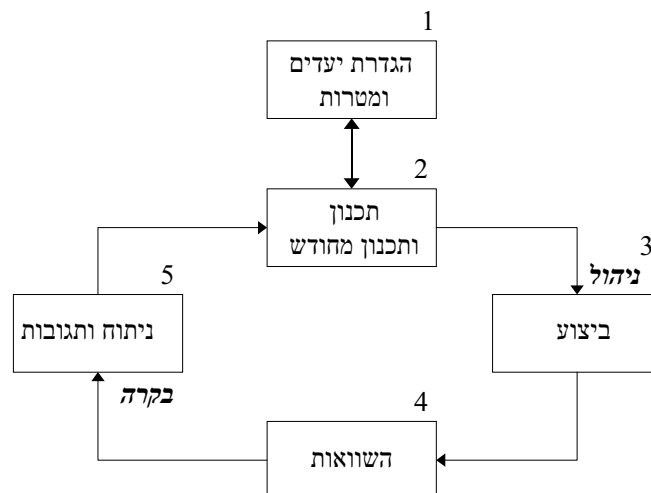 1
הגדרת יעדים
ומטרות
2
תכנון
ותכנון מחודש
3
ניהול
ביצוע
4
השוואות
5
ניתוח ותגובות
בקרה